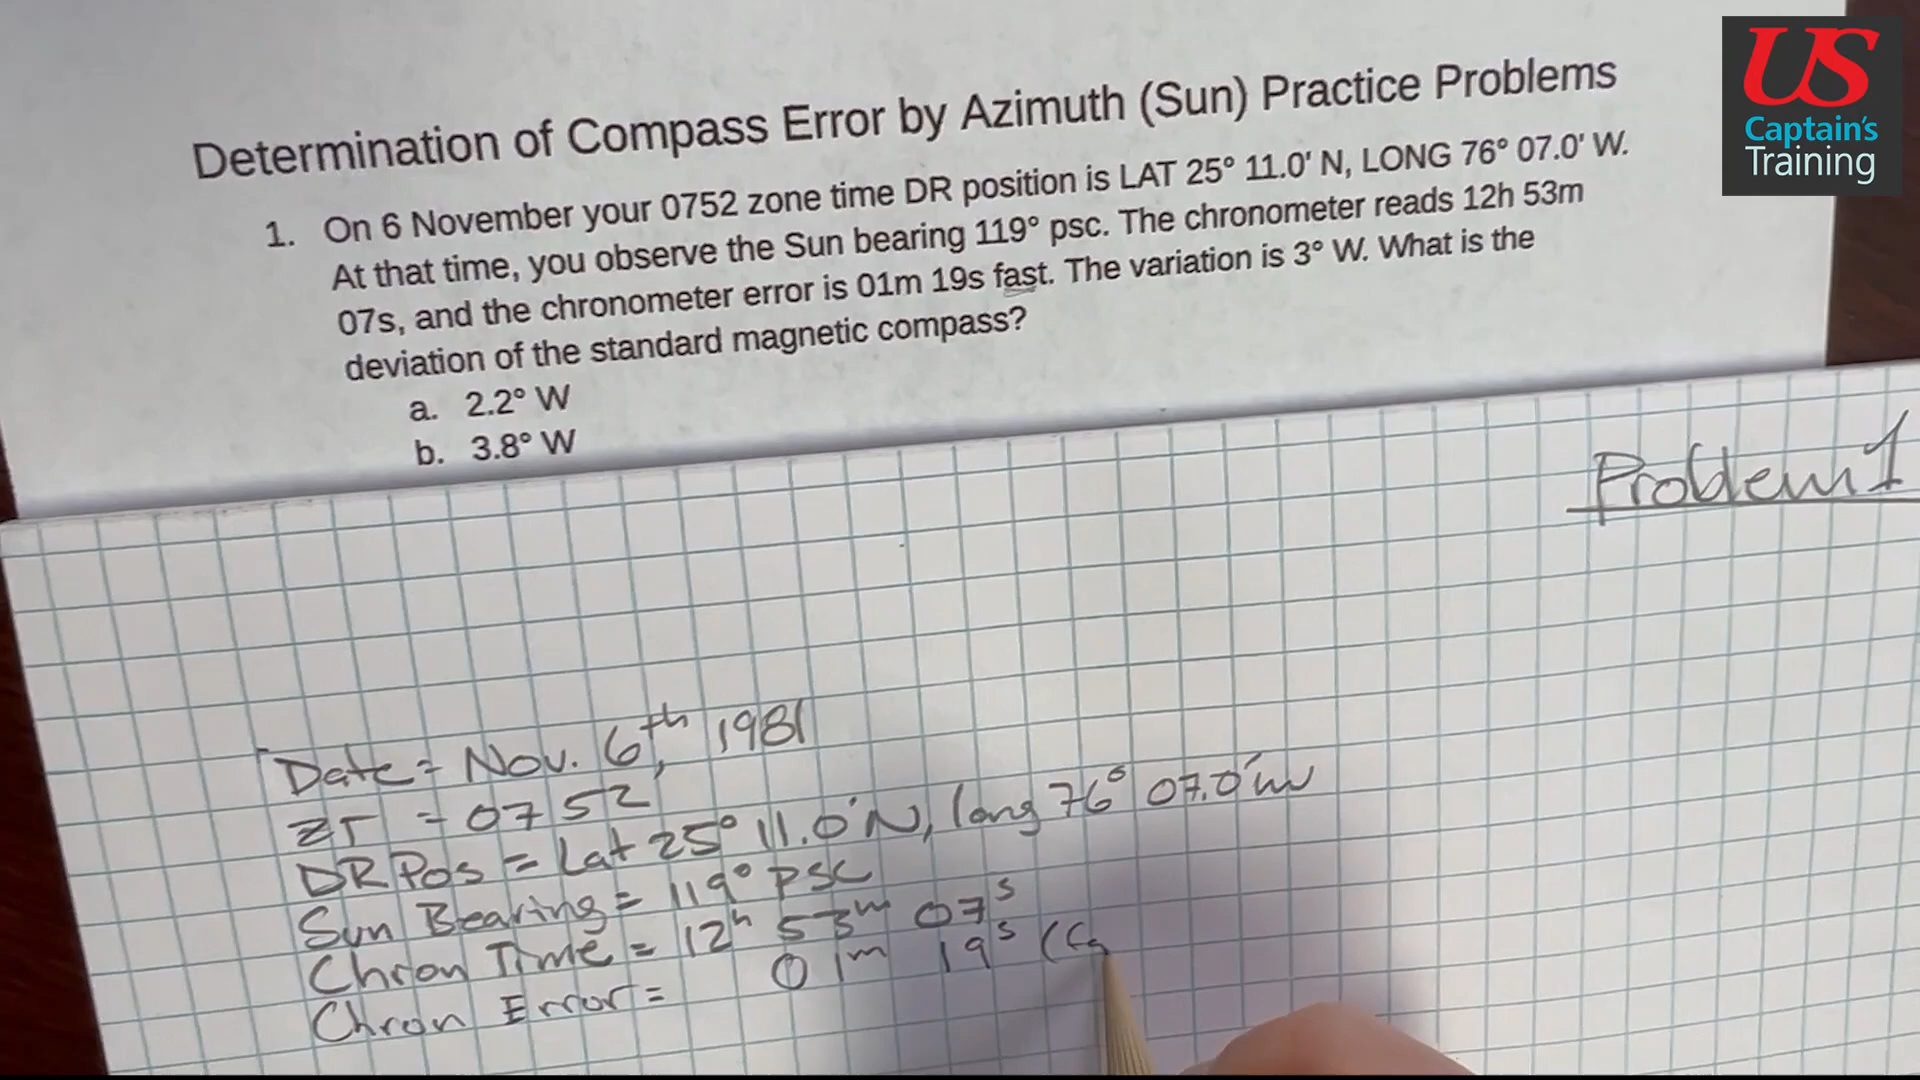 US
Captain's
Training
Determination of Compass Error by Azimuth (Sun) Practice Problems
1. On 6 November your 0752 zone time DR position is LAT 25° 11.0' N, LONG 76° 07.0' W.
At that time, you observe the Sun bearing 119° psc. The chronometer reads 12h 53m
07s, and the chronometer error is 01m 19s fast. The variation is 3° W. What is the
deviation of the standard magnetic compass?
a. 2.2° W
b. 3.8° W
Problem 1
Date = Nov. 6th, 1981
ZT = 0752
DR Pos = Lat 25° 11.0' N, long 76° 07.0' W
Sun Bearing = 119° psc
Chron Time = 12h 53m 07s
Chron Error = 01m 19s